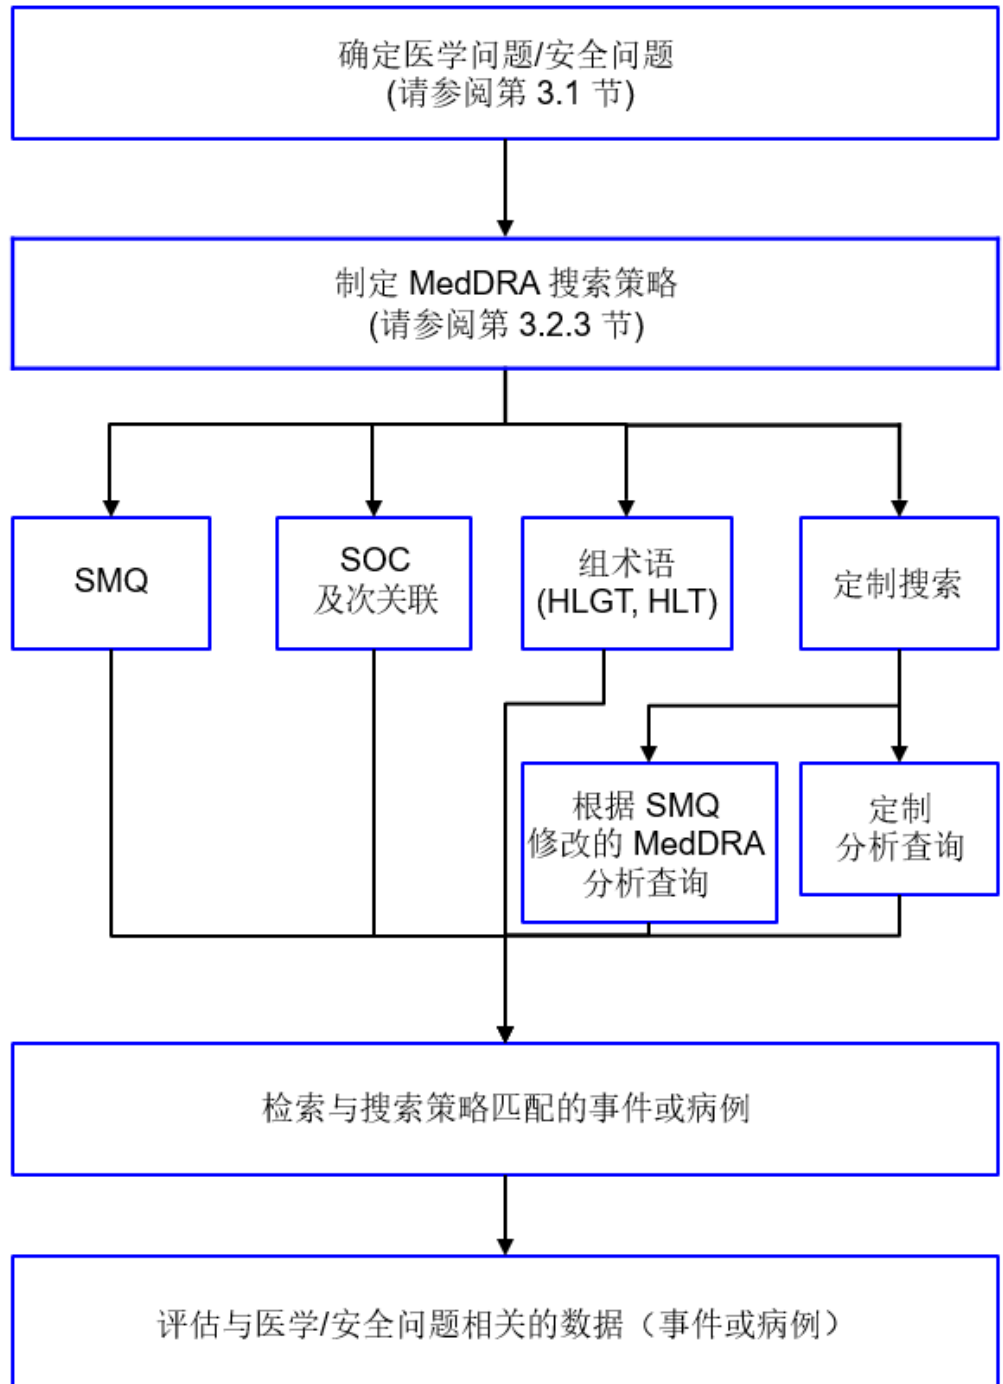 确定医学问题/安全问题
(请参阅第 3.1 节)
制定 MedDRA 搜索策略
(请参阅第 3.2.3 节)
SMQ
SOC
及次关联
组术语
(HLGT, HLT)
定制搜索
根据 SMQ
修改的 MedDRA
分析查询
定制
分析查询
检索与搜索策略匹配的事件或病例
评估与医学/安全问题相关的数据（事件或病例）